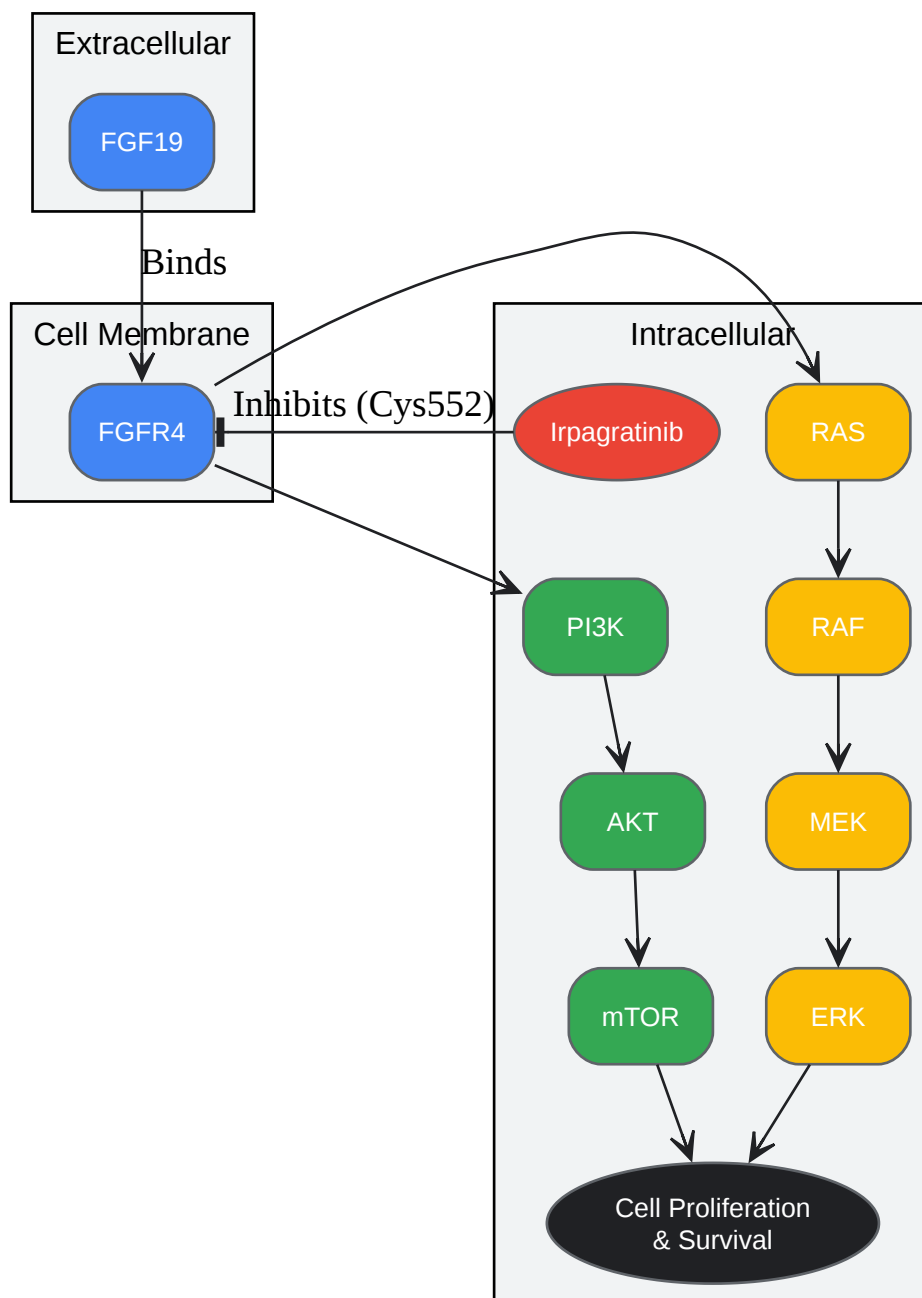 Extracellular
FGF19
Binds
Cell Membrane
Intracellular
FGFR4
Inhibits (Cys552)
Irpagratinib
RAS
PI3K
RAF
AKT
MEK
mTOR
ERK
Cell Proliferation
& Survival